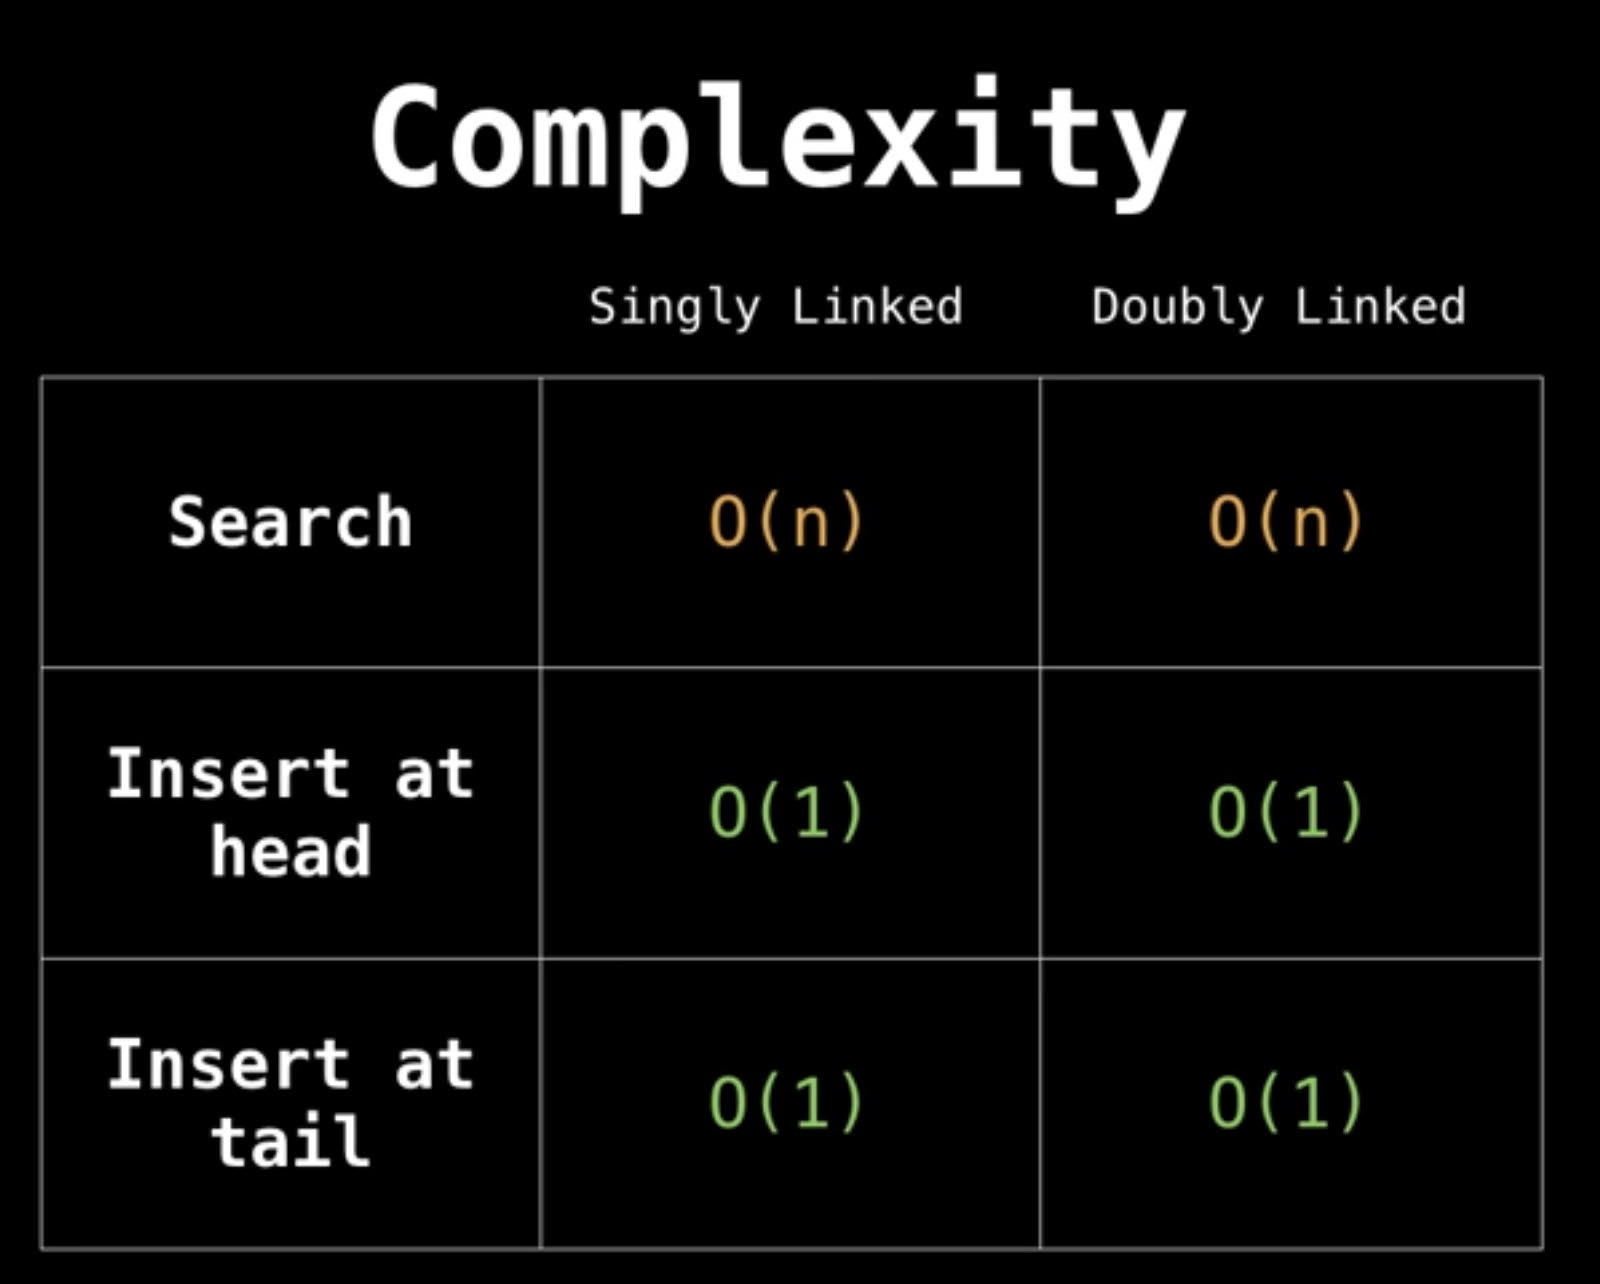 Complexity
Singly Linked Doubly Linked
Search O(n) O(n)
Insert at
head O(1) O(1)
Insert at
tail O(1) O(1)